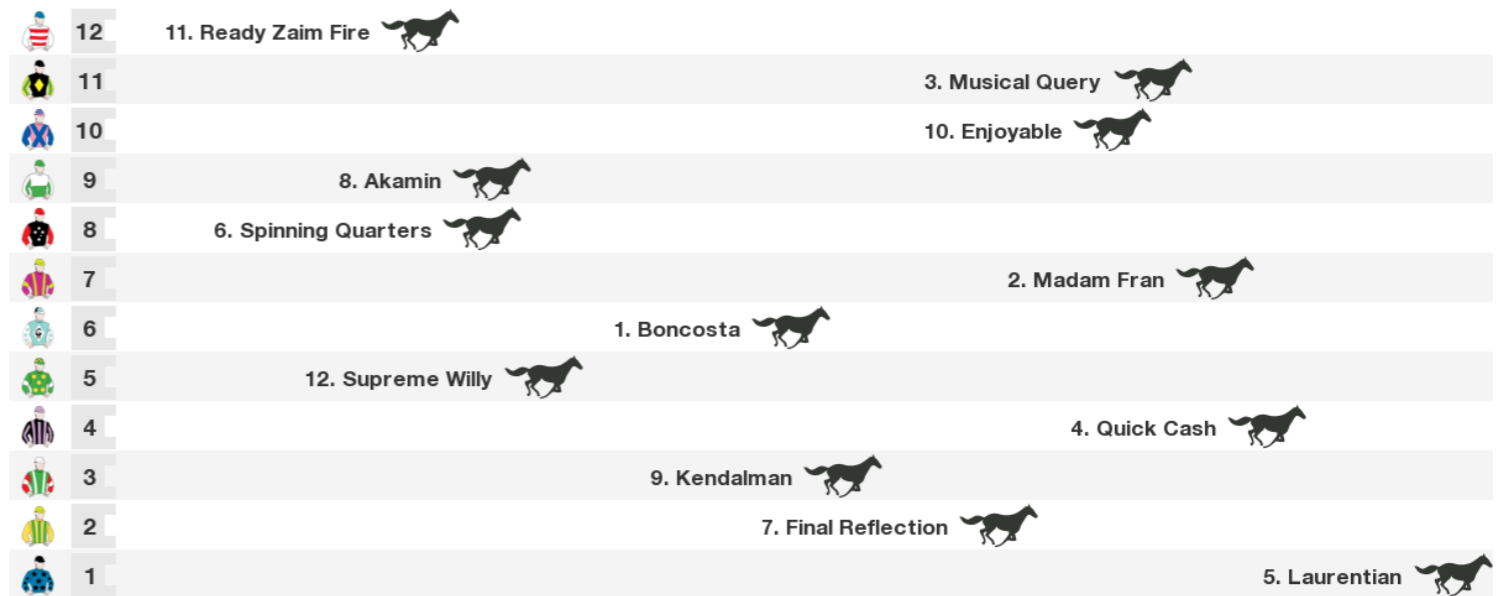 12 11. Ready Zaim Fire
11 3. Musical Query
10 10. Enjoyable
9 8. Akamin
8 6. Spinning Quarters
7 2. Madam Fran
6 1. Boncosta
5 12. Supreme Willy
4 4. Quick Cash
3 9. Kendalman
2 7. Final Reflection
1 5. Laurentian